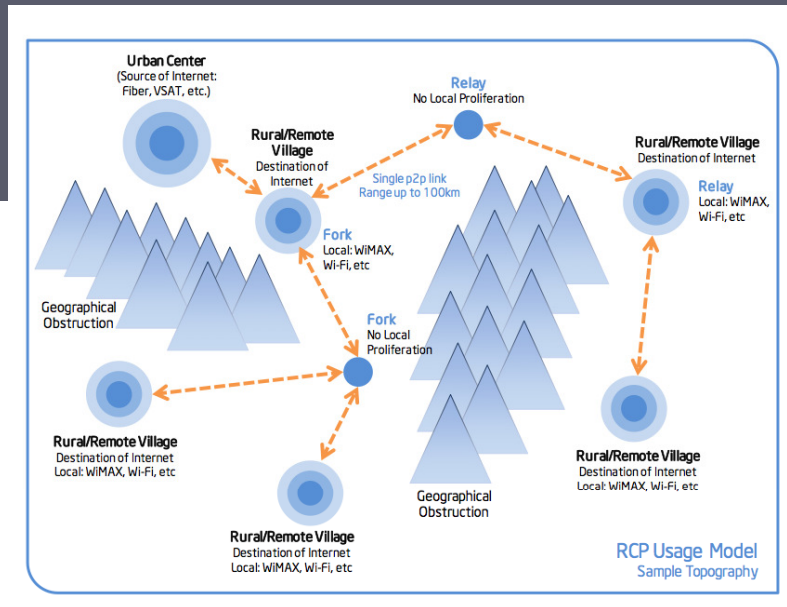 Urban Center
(Source of Internet:
Fiber, VSAT, etc.)
Relay
No Local Proliferation
Rural/Remote
Village
Destination of
Internet
Single p2p link
Range up to 100km
Rural/Remote Village
Destination of Internet
Relay
Local: WiMAX,
Wi-Fi, etc
Fork
Local: WiMAX,
Wi-Fi, etc
Geographical
Obstruction
Fork
No Local
Proliferation
Rural/Remote Village
Destination of Internet
Local: WiMAX, Wi-Fi, etc
Rural/Remote Village
Destination of Internet
Local: WiMAX, Wi-Fi, etc
Geographical
Obstruction
Rural/Remote Village
Destination of Internet
Local: WiMAX, Wi-Fi, etc
RCP Usage Model
Sample Topography